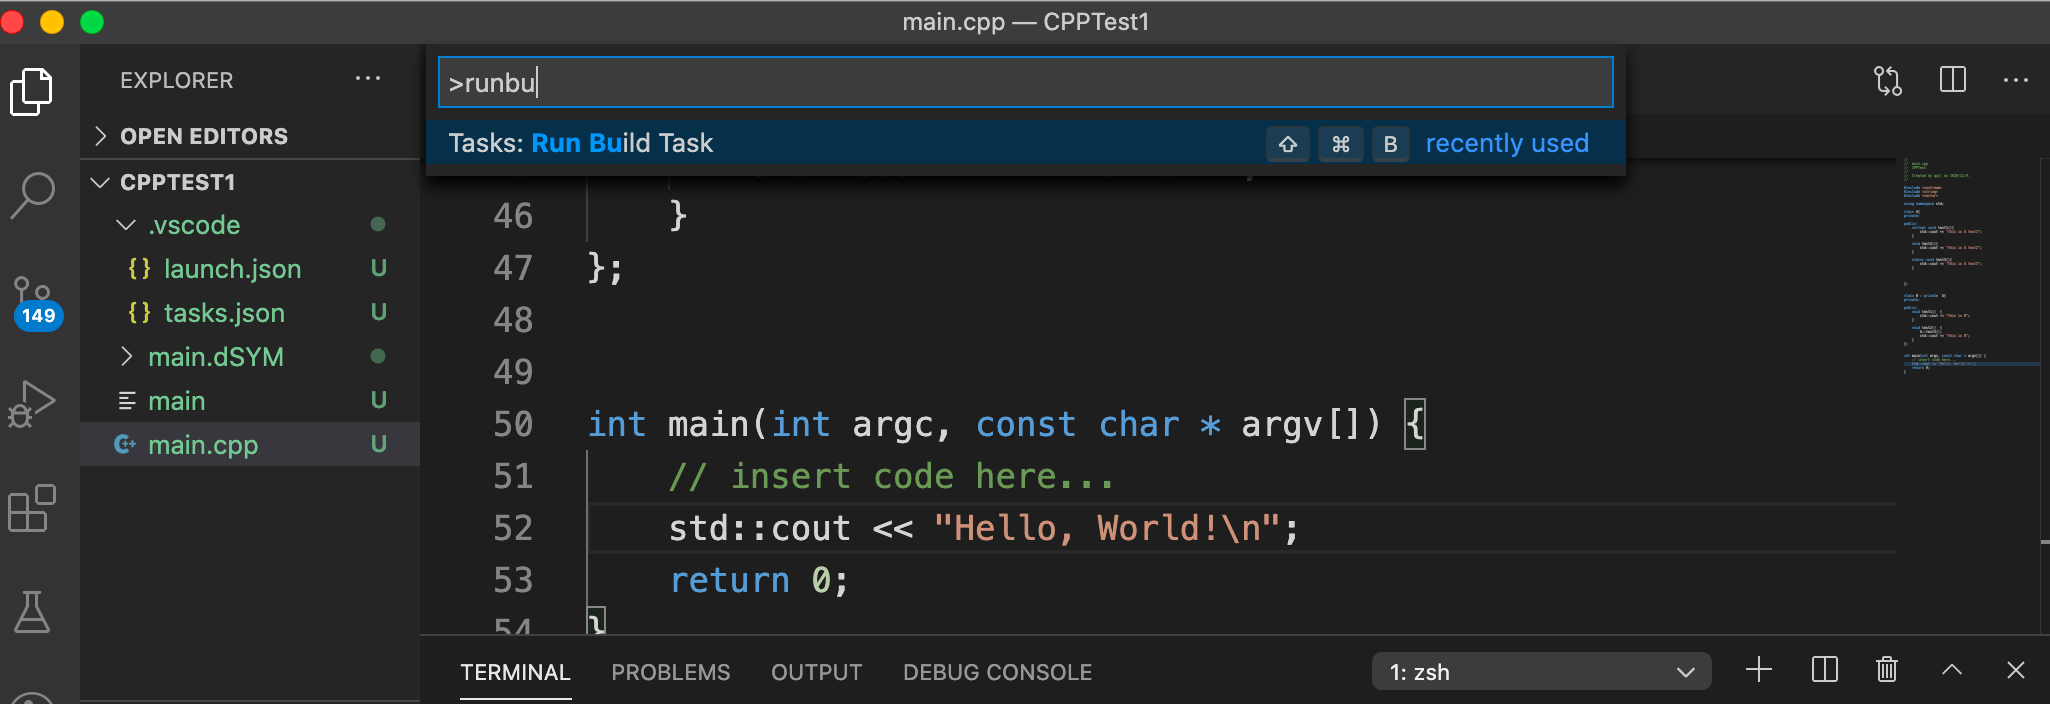 main.cpp — CPPTest1
EXPLORER
>runbu
Tasks: Run Build Task
⇧ ⌘ B recently used
OPEN EDITORS
CPPTEST1
.vscode
{} launch.json U
{} tasks.json U
main.dSYM
main U
main.cpp U
149
46 }
47 };
48
49
50 int main(int argc, const char * argv[]) {
51 // insert code here...
52 std::cout << "Hello, World!\n";
53 return 0;
54 }
TERMINAL PROBLEMS OUTPUT DEBUG CONSOLE 1: zsh